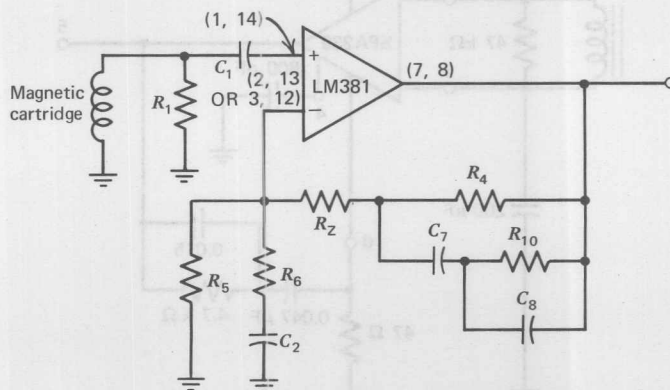 (1, 14)
C1
+
(2, 13
OR 3, 12)
LM381
(7, 8)
−
Magnetic
cartridge
R1
R4
RZ
C7
R10
R5
R6
C8
C2